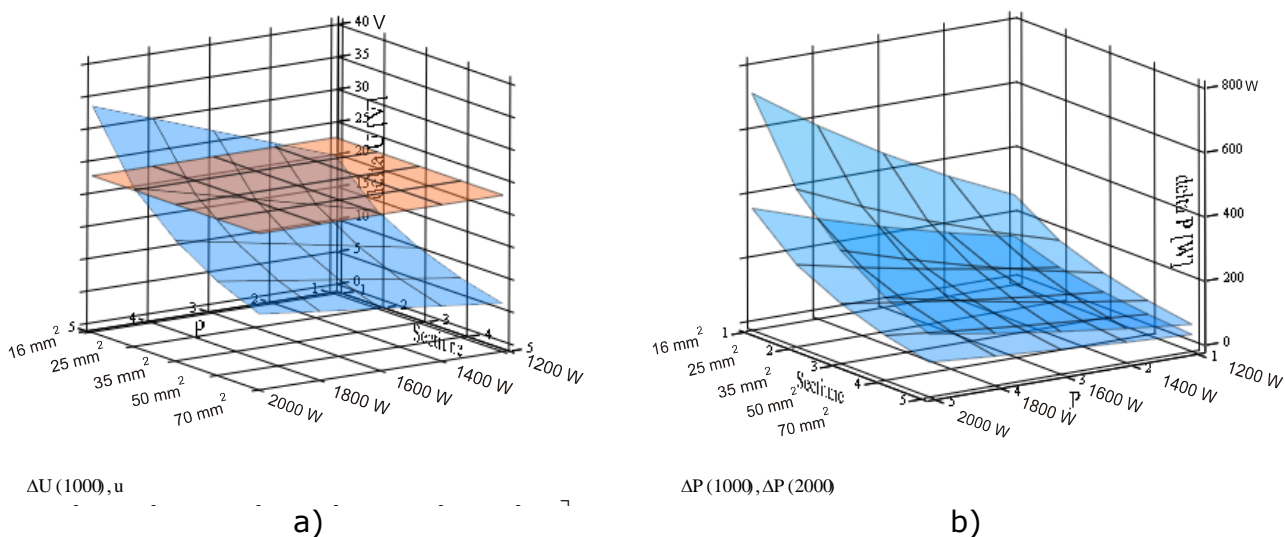 40 V
35
30
25
20
15
10
5
0
5
4
3
2
1
1
2
3
4
5
P
16 mm²
25 mm²
35 mm²
50 mm²
70 mm²
2000 W
1800 W
1600 W
1400 W
1200 W
ΔU (1000), u
a)
800 W
600
400
200
0
delta P [W]
1
2
3
4
5
Sectiune
16 mm²
25 mm²
35 mm²
50 mm²
70 mm²
5
4
3
2
1
P
2000 W
1800 W
1600 W
1400 W
1200 W
ΔP (1000), ΔP (2000)
b)